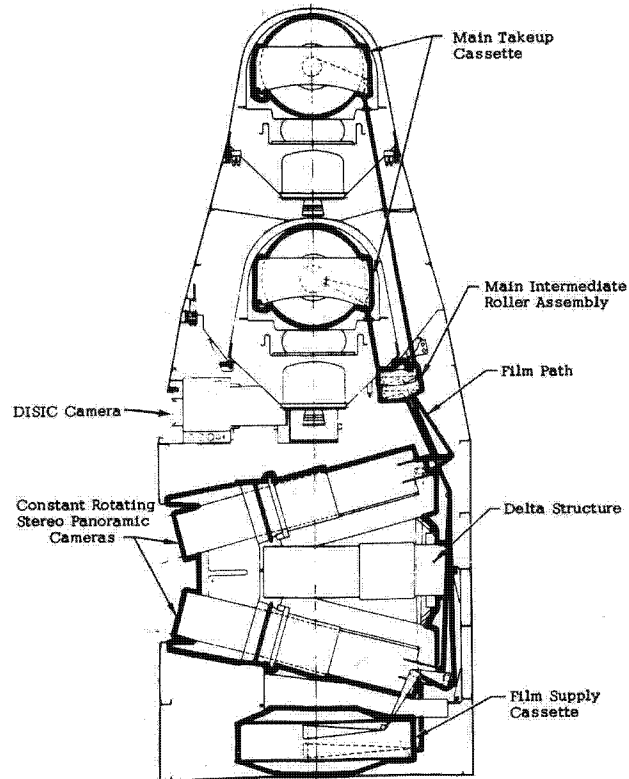 Main Takeup
Cassette
Main Intermediate
Roller Assembly
Film Path
DISIC Camera
Constant Rotating
Stereo Panoramic
Cameras
Delta Structure
Film Supply
Cassette